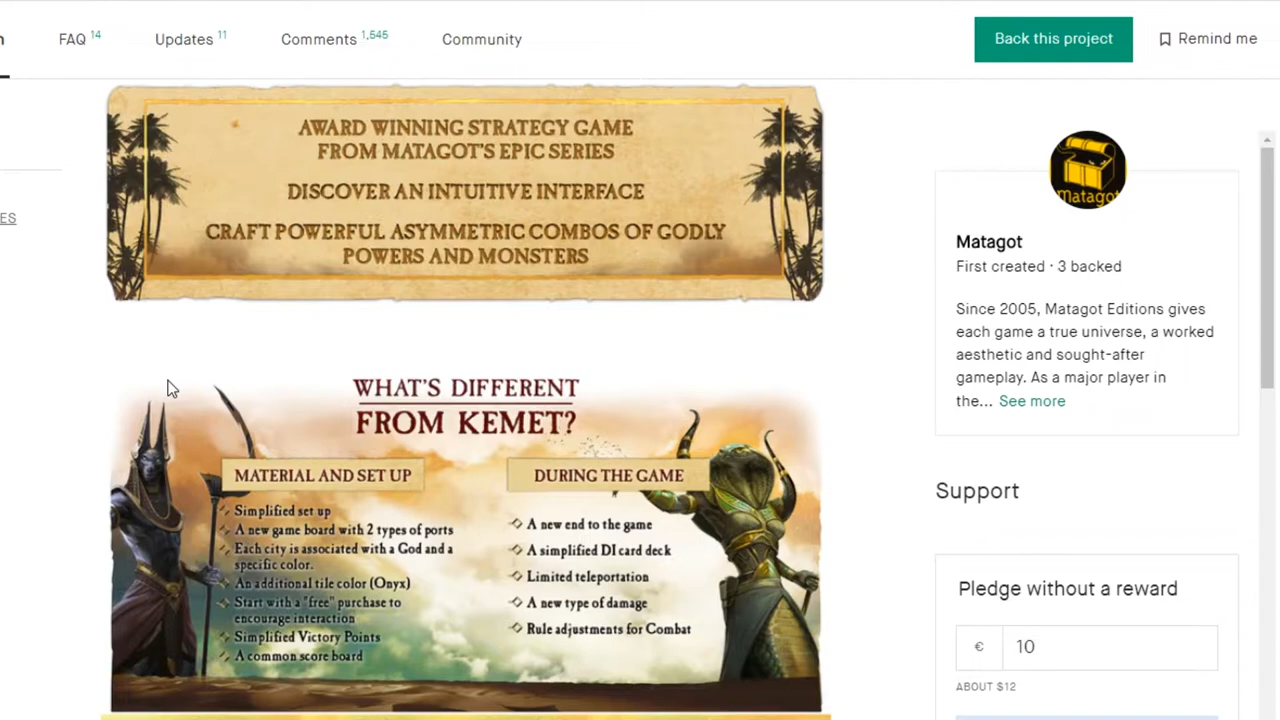 n
FAQ 14
Updates 11
Comments 1,545
Community
Back this project
Remind me
AWARD WINNING STRATEGY GAME
FROM MATAGOT'S EPIC SERIES
DISCOVER AN INTUITIVE INTERFACE
CRAFT POWERFUL ASYMMETRIC COMBOS OF GODLY
POWERS AND MONSTERS
ES
WHAT'S DIFFERENT
FROM KEMET?
MATERIAL AND SET UP
Simplified set up
A new game board with 2 types of ports
Each city is associated with a God and a
specific color.
An additional tile color (Onyx)
Start with a "free" purchase to
encourage interaction
Simplified Victory Points
A common score board
DURING THE GAME
A new end to the game
A simplified DI card deck
Limited teleportation
A new type of damage
Rule adjustments for Combat
Matagot
Matagot
First created · 3 backed
Since 2005, Matagot Editions gives
each game a true universe, a worked
aesthetic and sought-after
gameplay. As a major player in
the... See more
Support
Pledge without a reward
€ 10
ABOUT $12